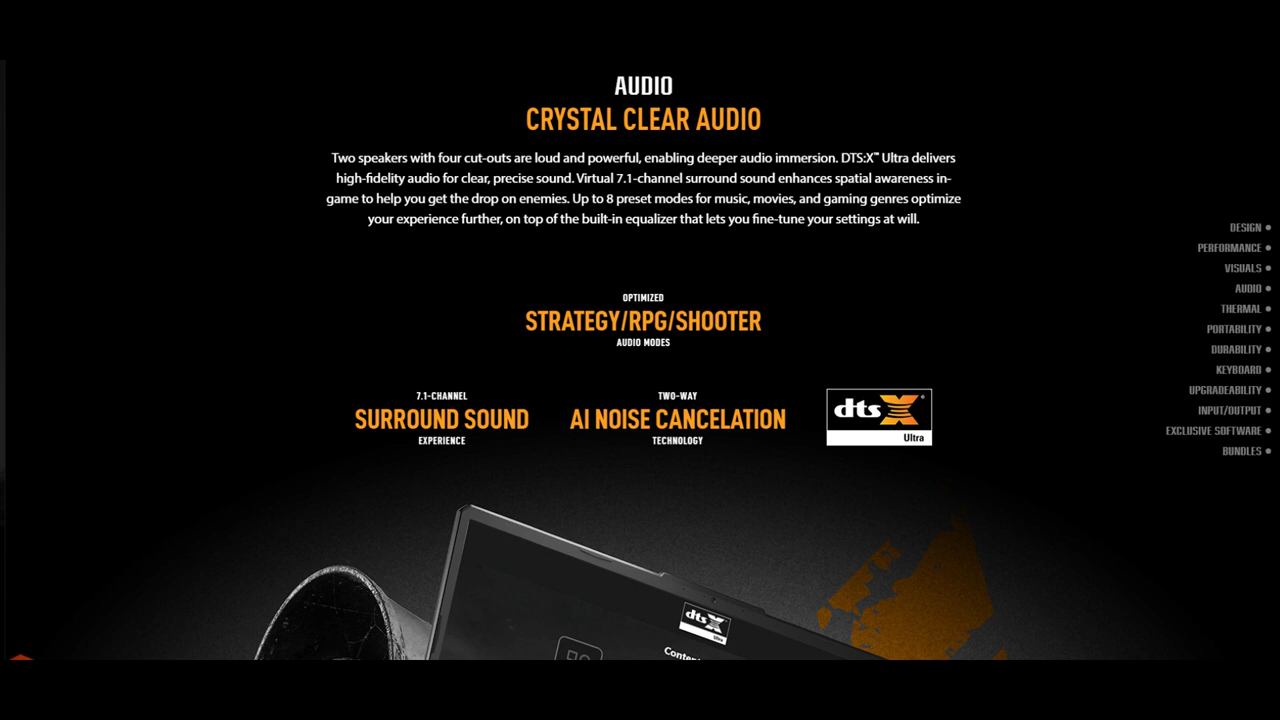 AUDIO
CRYSTAL CLEAR AUDIO
Two speakers with four cut-outs are loud and powerful, enabling deeper audio immersion. DTS:X™ Ultra delivers
high-fidelity audio for clear, precise sound. Virtual 7.1-channel surround sound enhances spatial awareness in-
game to help you get the drop on enemies. Up to 8 preset modes for music, movies, and gaming genres optimize
your experience further, on top of the built-in equalizer that lets you fine-tune your settings at will.
DESIGN
PERFORMANCE
VISUALS
AUDIO
THERMAL
PORTABILITY
DURABILITY
KEYBOARD
UPGRADEABILITY
INPUT/OUTPUT
EXCLUSIVE SOFTWARE
BUNDLES
OPTIMIZED
STRATEGY/RPG/SHOOTER
AUDIO MODES
7.1-CHANNEL
SURROUND SOUND
EXPERIENCE
TWO-WAY
AI NOISE CANCELATION
TECHNOLOGY
dts X
Ultra
dts X
Ultra